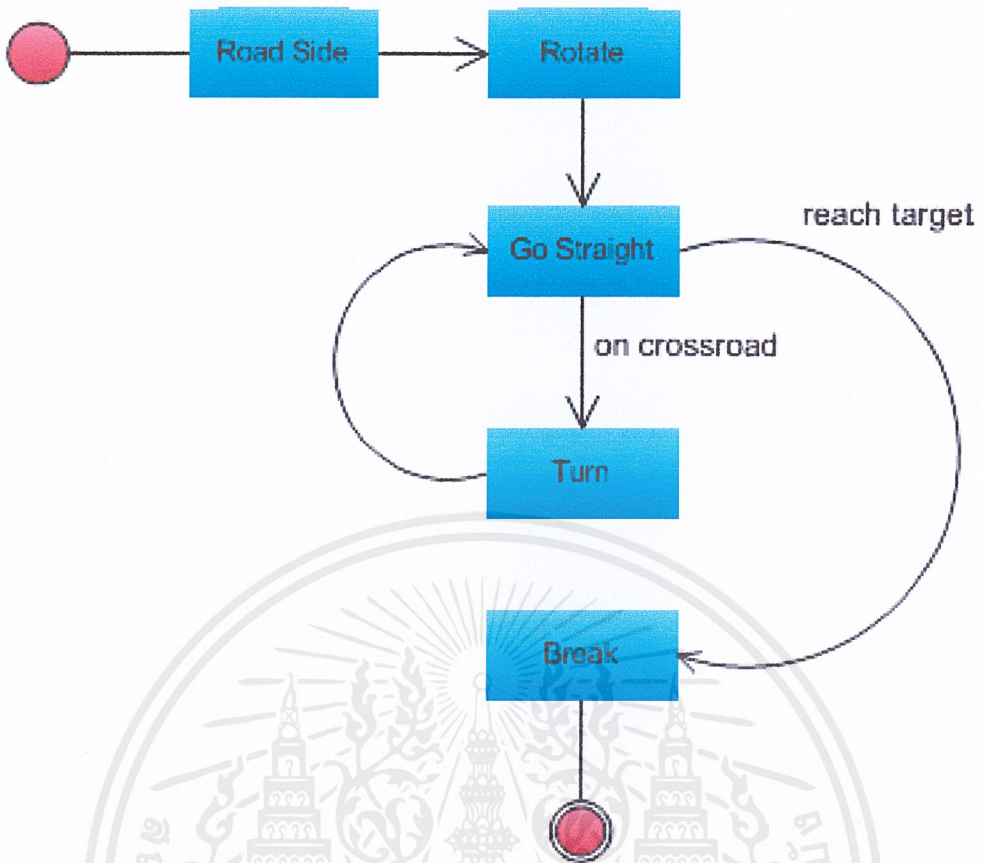 Road Side
Rotate
Go Straight
reach target
on crossroad
Turn
Break